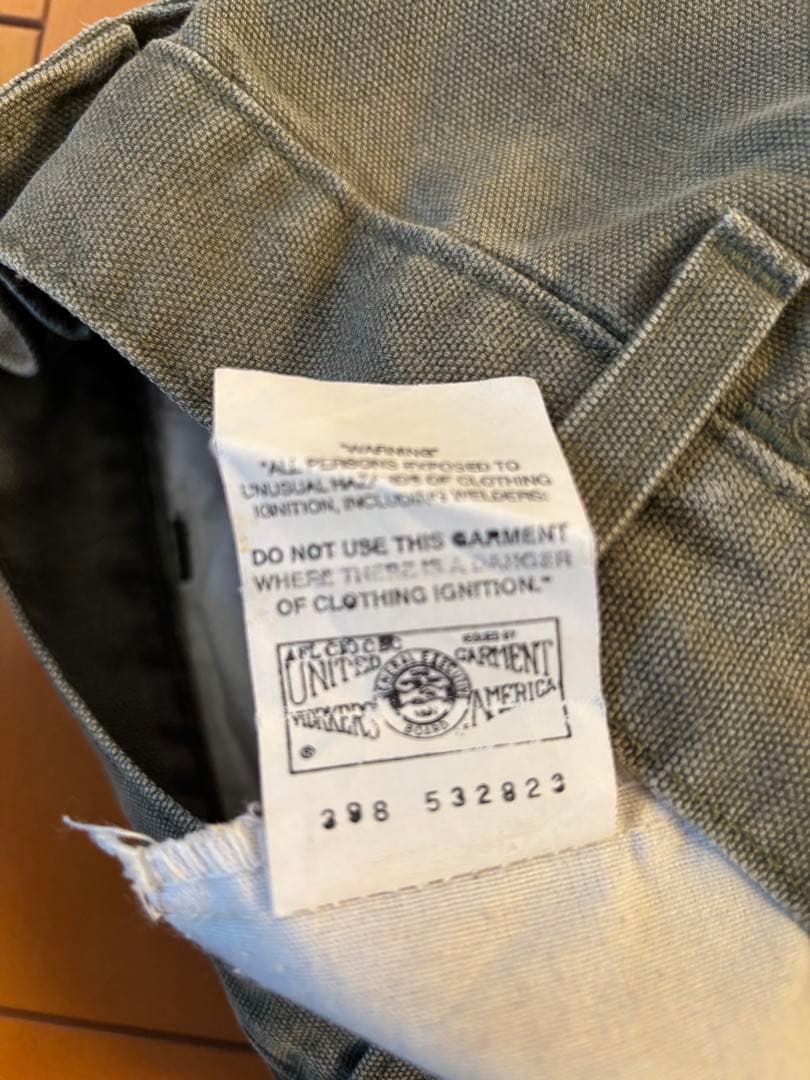 "WARNING"
"ALL PERSONS EXPOSED TO
UNUSUAL HAZARDS OF CLOTHING
IGNITION, INCLUDING WELDERS:
DO NOT USE THIS GARMENT
WHERE THERE IS A DANGER
OF CLOTHING IGNITION."
AFL CIO CLC
ISSUED BY
UNITED GARMENT
WORKERS AMERICA
398 532823